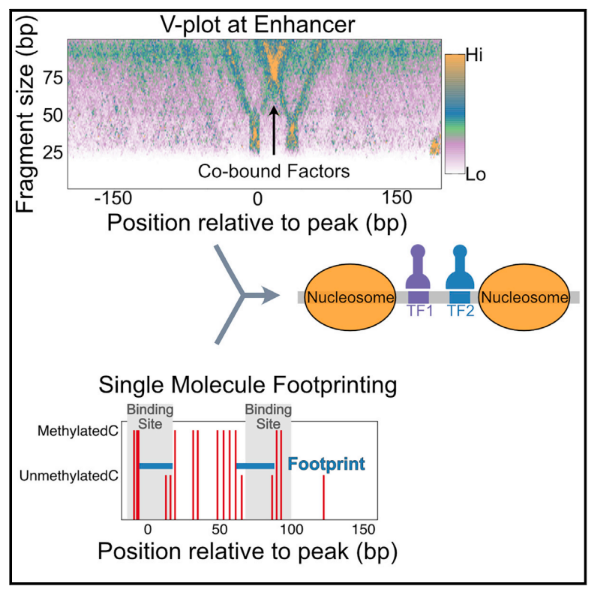 V-plot at Enhancer
Fragment size (bp)
75
50
25
Hi
Lo
Co-bound Factors
-150 0 150
Position relative to peak (bp)
Nucleosome
TF1
TF2
Nucleosome
Single Molecule Footprinting
Binding
Site
Binding
Site
MethylatedC
Footprint
UnmethylatedC
0 50 100 150
Position relative to peak (bp)